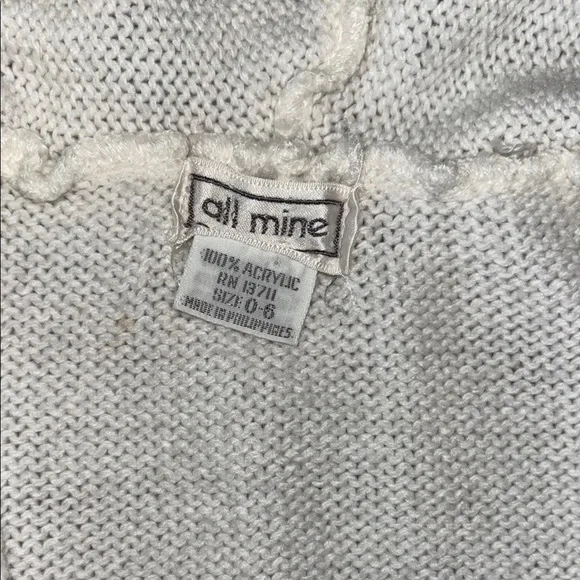 all mine
100% ACRYLIC
RN 13711
SIZE 0-6
MADE IN PHILIPPINES